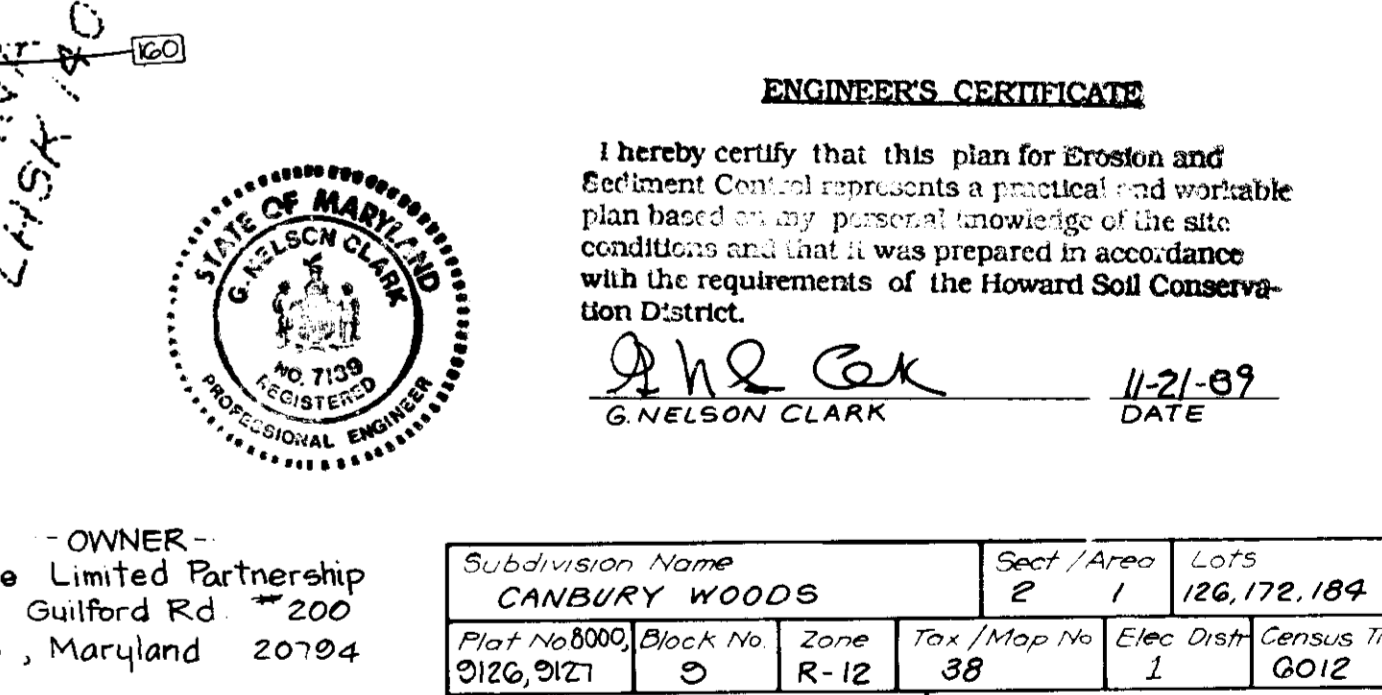 160
ENGINEER'S CERTIFICATE
I hereby certify that this plan for Erosion and
Sediment Control represents a practical and workable
plan based on my personal knowledge of the site
conditions and that it was prepared in accordance
with the requirements of the Howard Soil Conserva-
tion District.
STATE OF MARYLAND
G. NELSON CLARK
NO. 7139
REGISTERED
PROFESSIONAL ENGINEER
G. NELSON CLARK
11-21-89
DATE
- OWNER -
Limited Partnership
Guilford Rd. #200
, Maryland 20794
Subdivision Name
CANBURY WOODS
Sect / Area
2 1
Lots
126, 172, 184
Plat No. 8000,
9126, 9127
Block No.
9
Zone
R-12
Tax / Map No
38
Elec Distr
1
Census
6012